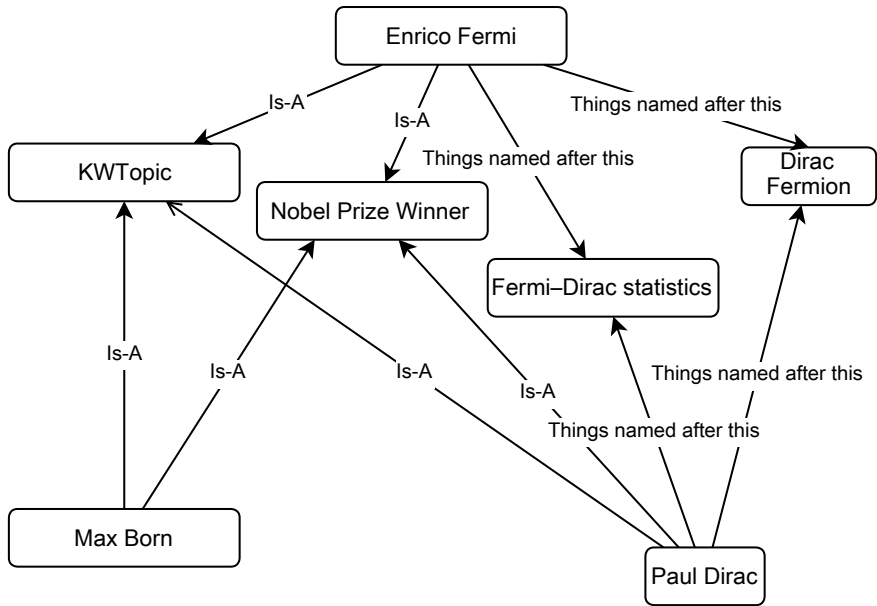 Enrico Fermi
Is-A
Is-A
Things named after this
Things named after this
KWTopic
Nobel Prize Winner
Dirac
Fermion
Fermi–Dirac statistics
Is-A
Is-A
Is-A
Is-A
Things named after this
Things named after this
Max Born
Paul Dirac